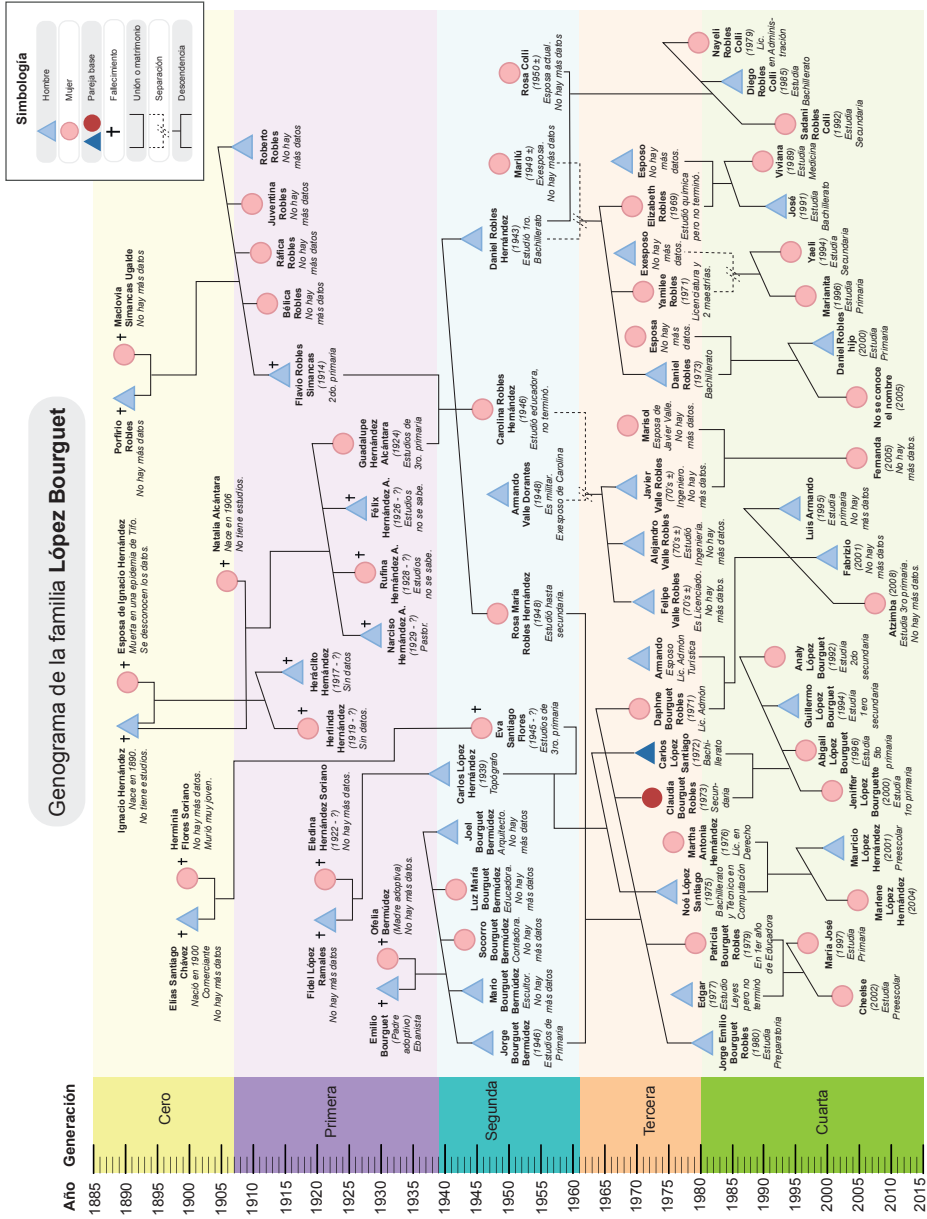 Genograma de la familia López Bourguet
Simbología
Hombre
Mujer
Pareja base
Fallecimiento
Unión o matrimonio
Separación
Descendencia
Año
Generación
1885
1890
1895
1900
1905
1910
1915
1920
1925
1930
1935
1940
1945
1950
1955
1960
1965
1970
1975
1980
1985
1990
1995
2000
2005
2010
2015
Cero
Primera
Segunda
Tercera
Cuarta
Elías Santiago
Chávez
Nació en 1900
Comerciante
No hay más datos
Herminia
Flores Soriano
No hay más datos.
Murió muy joven.
Ignacio Hernández
Nace en 1890.
No tiene estudios.
Esposa de Ignacio Hernández
Muerta en una epidemia de Tifo.
Se desconocen los datos.
Natalia Alcántara
Nace en 1906
No tiene estudios.
Porfirio
Robles
No hay más datos
Maclovia
Simancas Ugalde
No hay más datos
Emilio
Bourguet
(Padre
adoptivo)
Ebanista
Ofelia
Bermúdez
(Madre adoptiva)
No hay más datos.
Fidel López
Ramales
No hay más datos
Eledina
Hernández Soriano
(1922 - ?)
No hay más datos.
Herlinda
Hernández
(1919 - ?)
Sin datos.
Heráclito
Hernández
(1917 - ?)
Sin datos
Narciso
Hernández A.
(1929 - ?)
Pastor.
Rufina
Hernández A.
(1928 - ?)
Estudios
no se sabe.
Félix
Hernández A.
(1926 - ?)
Estudios
no se sabe.
Guadalupe
Hernández
Alcántara
(1924)
Estudios de
3ro. primaria
Flavio Robles
Simancas
(1914)
2do. primaria
Bélica
Robles
No hay
más datos
Ráfica
Robles
No hay
más datos
Juventina
Robles
No hay
más datos
Roberto
Robles
No hay
más datos
Jorge
Bourguet
Bermúdez
(1946)
Estudios de
Primaria
Mario
Bourguet
Bermúdez
Escultor.
No hay
más datos
Socorro
Bourguet
Bermúdez
Contadora.
No hay
más datos
Luz María
Bourguet
Bermúdez
Educadora.
No hay
más datos
Joel
Bourguet
Bermúdez
Arquitecto.
No hay
más datos
Carlos López
Hernández
(1939)
Topógrafo
Eva
Santiago
Flores
(1945 - ?)
Estudios de
3ro. primaria
Rosa María
Robles Hernández
(1948)
Estudió hasta
secundaria.
Armando
Valle Dorantes
(1948)
Es militar.
Exesposo de Carolina
Carolina Robles
Hernández
(1946)
Estudió educadora,
no terminó.
Daniel Robles
Hernández
(1943)
Estudió 1ro.
Bachillerato
Marilú
(1949 ±)
Exesposa.
No hay más datos
Rosa Collí
(1950 ±)
Esposa actual.
No hay más datos
Jorge Emilio
Bourguet
Robles
(1980)
Estudia
Preparatoria
Edgar
(1977)
Estudio
Leyes
pero no
termino
Patricia
Bourguet
Robles
(1979)
En 1er año
de Educadora
Noé López
Santiago
(1975)
Bachillerato
y Técnico en
Computación
Martha
Antonia
Hernández
(1976)
Lic. en
Derecho
Claudia
Bourguet
Robles
(1973)
Secun-
daria
Carlos
López
Santiago
(1972)
Bachi-
llerato
Daphne
Bourguet
Robles
(1971)
Lic. Admón
Armando
Esposo
Lic. Admón
Turística
Felipe
Valle Robles
(70's ±)
Es Licenciado.
No hay
más datos.
Alejandro
Valle Robles
(70's ±)
Estudió
Ingeniería.
No hay
más datos.
Javier
Valle Robles
(70's ±)
Ingeniero.
No hay
más datos.
Marisol
Esposa de
Javier Valle.
No hay
más datos.
Daniel
Robles
(1973)
Bachillerato
Esposa
No hay
más
datos.
Yamilee
Robles
(1971)
Licenciatura y
2 maestrías.
Exesposo
No hay
más
datos.
Elizabeth
Robles
(1969)
Estudió química
pero no terminó.
Esposo
No hay
más
datos.
Cheelse
(2002)
Estudia
Preescolar
María José
(1997)
Estudia
Primaria
Marlene
López
Hernández
(2004)
Mauricio
López
Hernández
(2001)
Preescolar
Jeniffer
López
Bourguette
(2000)
Estudia
1ro primaria
Abigail
López
Bourguet
(1996)
Estudia
5to
primaria
Guillermo
López
Bourguet
(1994)
Estudia
1ero
secundaria
Analy
López
Bourguet
(1992)
Estudia
2do
secundaria
Atzimba (2008)
Estudia 3ro primaria.
No hay más datos.
Fabrizio
(2001)
No hay
más datos
Luis Armando
(1995)
Estudia
primaria
No hay
más datos
Fernanda
(2005)
No hay
más datos.
No se conoce
el nombre
(2005)
Daniel Robles
hijo
(2000)
Estudia
Primaria
Marianita
(1996)
Estudia
Primaria
Yaeli
(1994)
Estudia
Secundaria
José
(1991)
Estudia
Bachillerato
Viviana
(1989)
Estudia
Medicina
Sadani
Robles
Collí
(1992)
Estudia
Secundaria
Diego
Robles
Collí
(1985)
Estudia
Bachillerato
Nayeli
Robles
Collí
(1979)
Lic.
en Adminis-
tración